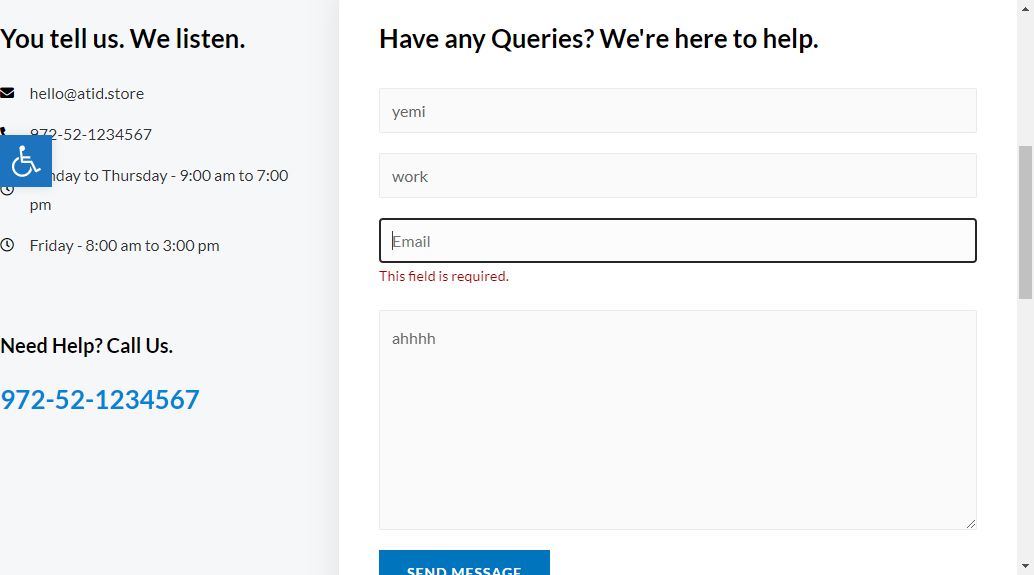 You tell us. We listen.
hello@atid.store
972-52-1234567
day to Thursday - 9:00 am to 7:00
pm
Friday - 8:00 am to 3:00 pm
Need Help? Call Us.
972-52-1234567
Have any Queries? We're here to help.
yemi
work
Email
This field is required.
ahhhh
SEND MESSAGE